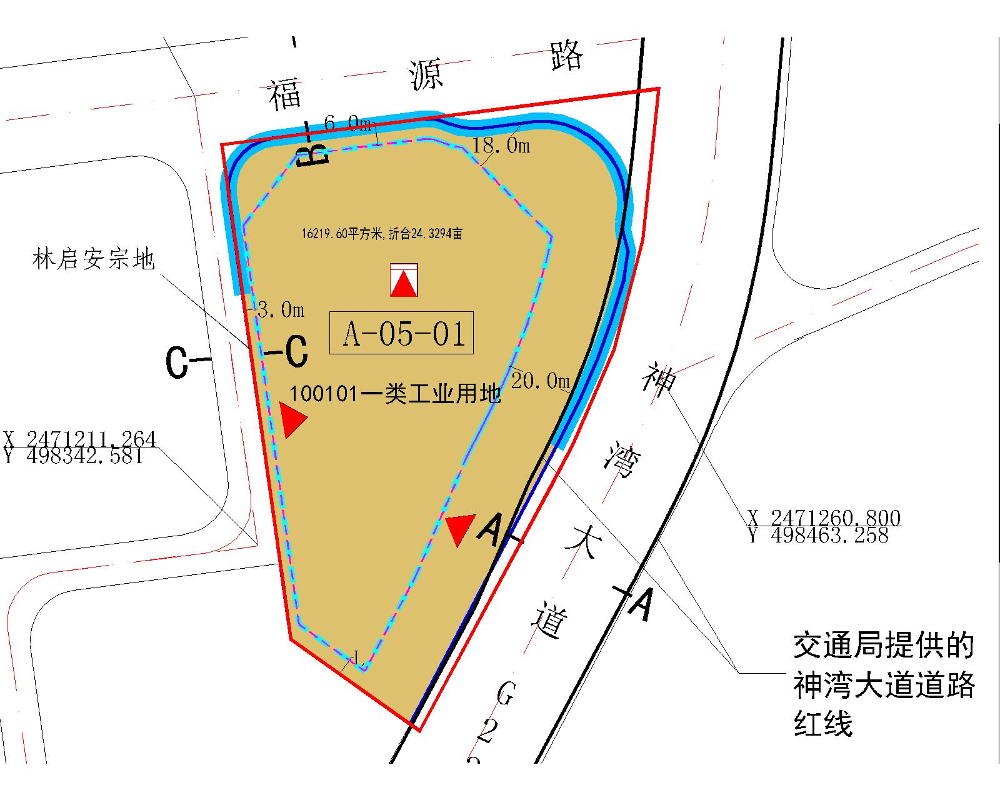 福源路
6.0m
18.0m
B
16219.60平方米,折合24.3294亩
林启安宗地
3.0m
A-05-01
C
C
100101一类工业用地
20.0m
神湾大道
X 2471211.264
Y 498342.581
A
X 2471260.800
Y 498463.258
A
交通局提供的
神湾大道道路
红线
G2